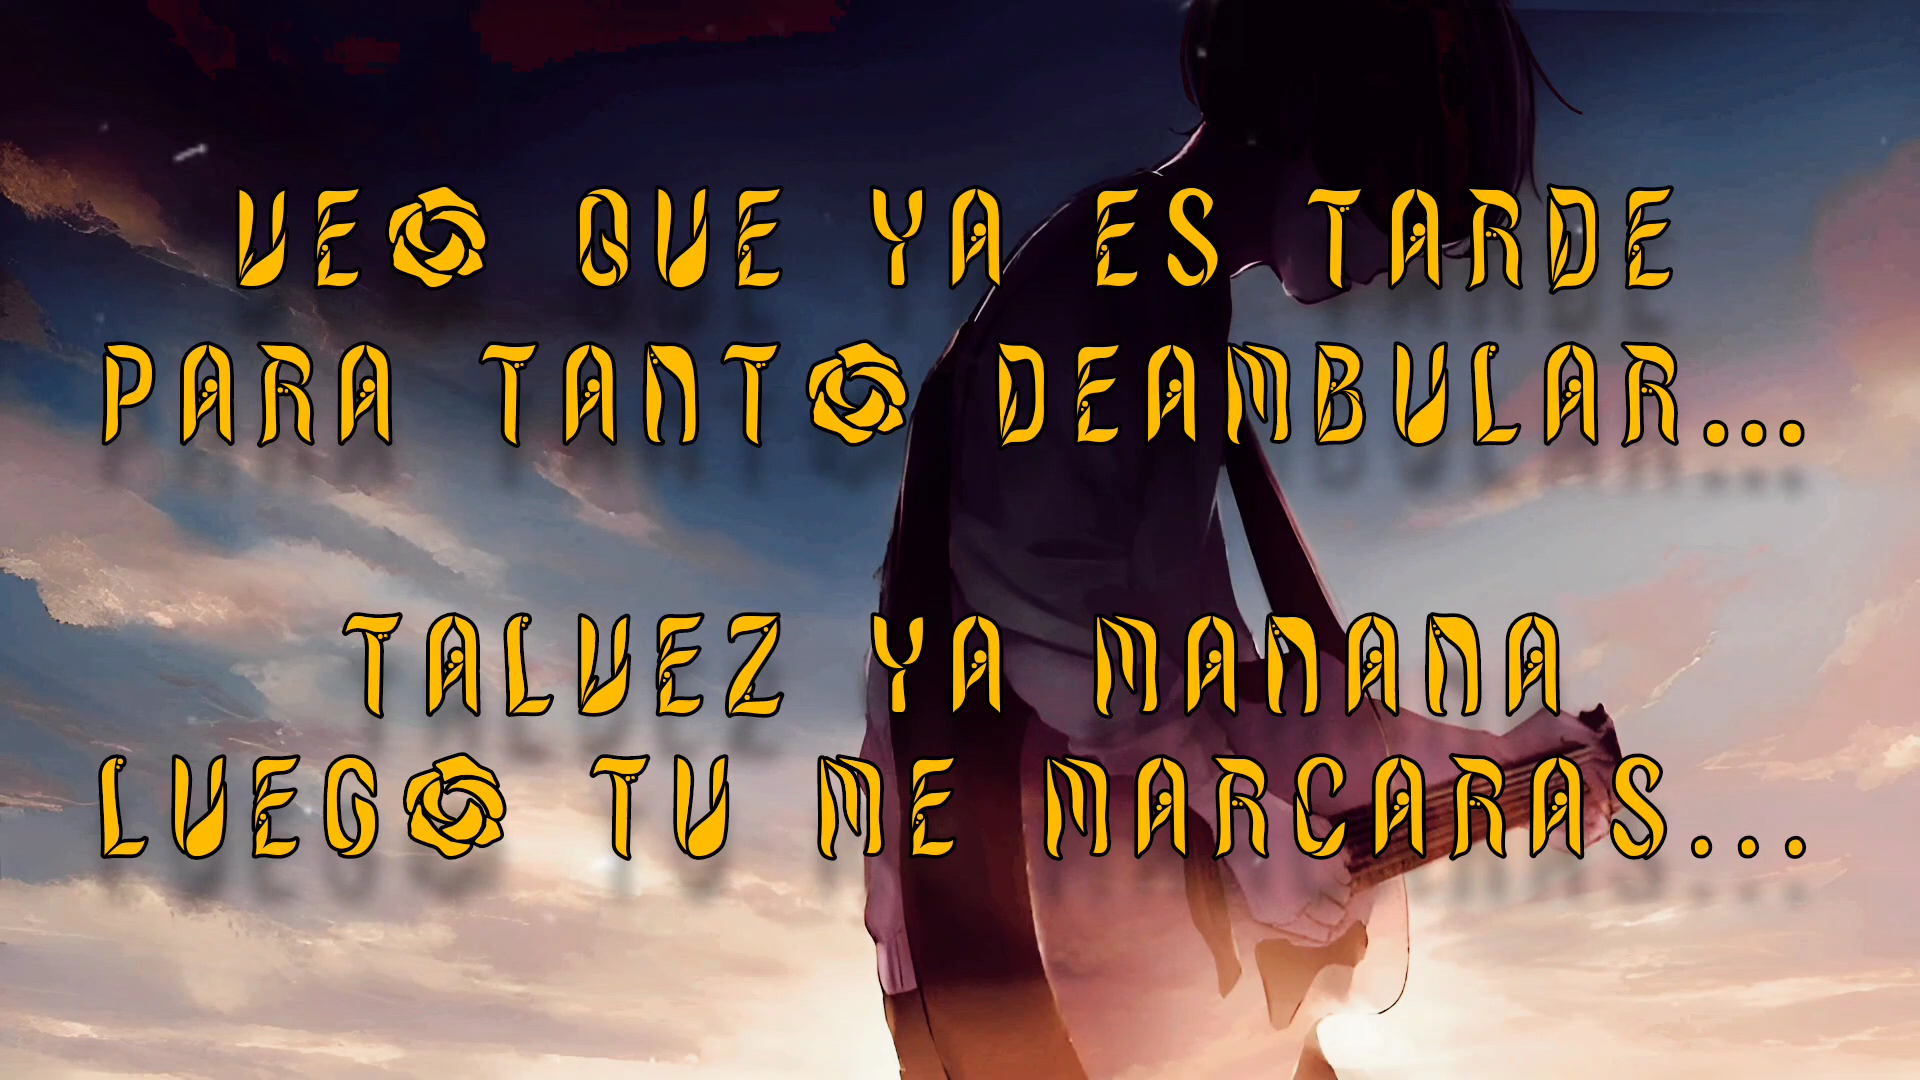 VEO QUE YA ES TARDE
PARA TANTO DEAMBULAR...
TALVEZ YA MANANA
LUEGO TU ME MARCARAS...